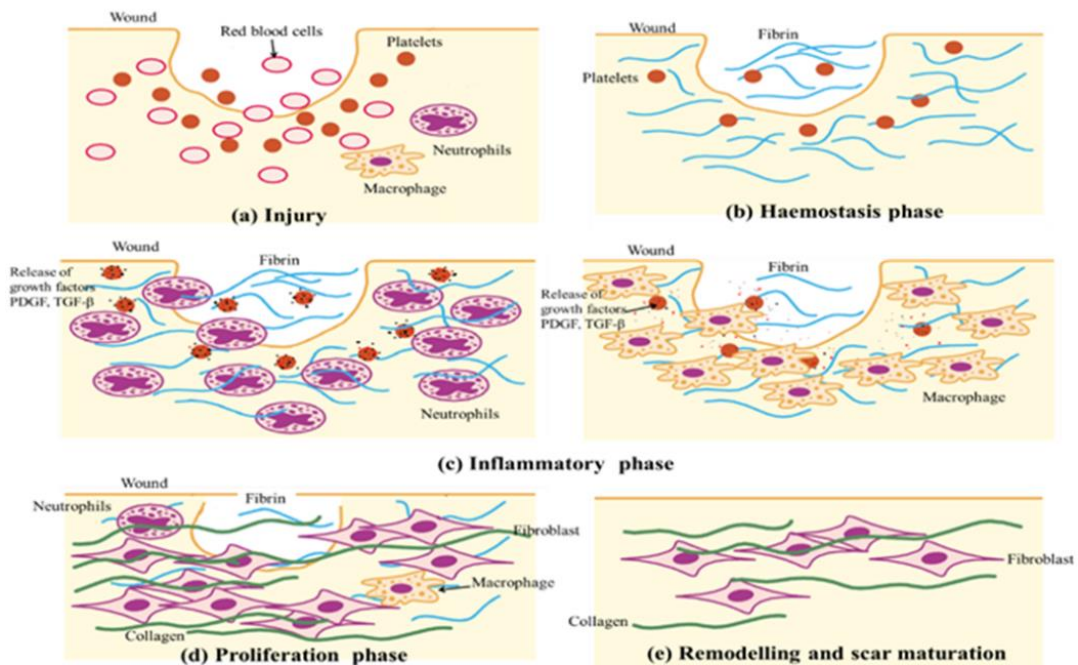 Wound
Red blood cells
Platelets
Neutrophils
Macrophage
(a) Injury
Wound
Fibrin
Platelets
(b) Haemostasis phase
Wound
Fibrin
Release of
growth factors
PDGF, TGF-β
Neutrophils
Wound
Fibrin
Release of
growth factors
PDGF, TGF-β
Macrophage
(c) Inflammatory phase
Wound
Neutrophils
Fibrin
Fibroblast
Macrophage
Collagen
(d) Proliferation phase
Fibroblast
Collagen
(e) Remodelling and scar maturation